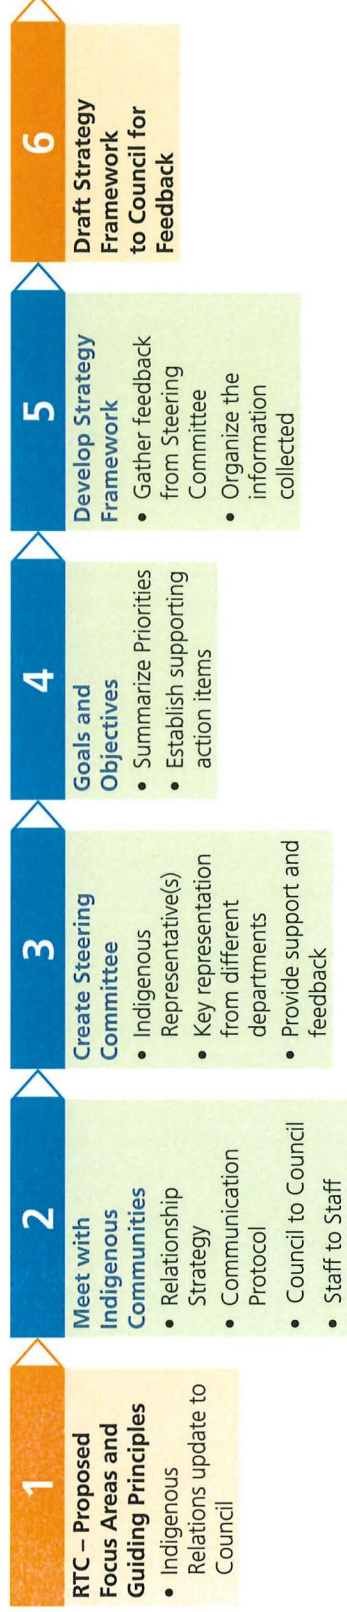 1
RTC – Proposed
Focus Areas and
Guiding Principles
• Indigenous
Relations update to
Council
2
Meet with
Indigenous
Communities
• Relationship
Strategy
• Communication
Protocol
• Council to Council
• Staff to Staff
3
Create Steering
Committee
• Indigenous
Representative(s)
• Key representation
from different
departments
• Provide support and
feedback
4
Goals and
Objectives
• Summarize Priorities
• Establish supporting
action items
5
Develop Strategy
Framework
• Gather feedback
from Steering
Committee
• Organize the
information
collected
6
Draft Strategy
Framework
to Council for
Feedback